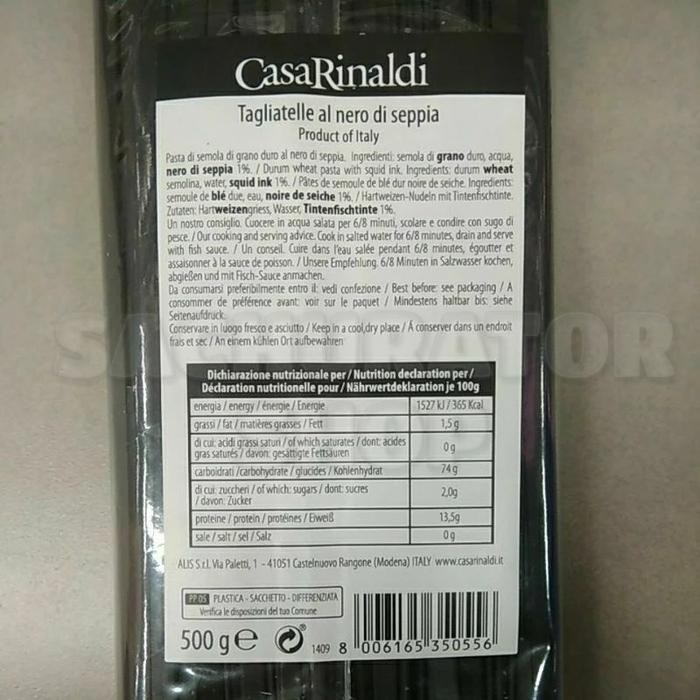 CasaRinaldi
Tagliatelle al nero di seppia
Product of Italy
Pasta di semola di grano duro al nero di seppia. Ingredienti: semola di grano duro, acqua,
nero di seppia 1%. / Durum wheat pasta with squid ink. Ingredients: durum wheat
semolina, water, squid ink 1%. / Pâtes de semoule de blé dur noire de seiche. Ingredients:
semoule de blé due, eau, noire de seiche 1%. / Hartweizen-Nudeln mit Tintenfischtinte.
Zutaten: Hartweizengriess, Wasser, Tintenfischtinte 1%.
Un nostro consiglio. Cuocere in acqua salata per 6/8 minuti, scolare e condire con sugo di
pesce. / Our cooking and serving advice. Cook in salted water for 6/8 minutes, drain and serve
with fish sauce. / Un conseil. Cuire dans l'eau salée pendant 6/8 minutes, égoutter et
assaisonner à la sauce de poisson. / Unsere Empfehlung. 6/8 Minuten in Salzwasser kochen,
abgießen und mit Fisch-Sauce anmachen.
Da consumarsi preferibilmente entro il: vedi confezione / Best before: see packaging / A
consommer de préférence avant: voir sur le paquet / Mindestens haltbar bis: siehe
Seitenaufdruck.
Conservare in luogo fresco e asciutto / Keep in a cool,dry place / Á conserver dans un endroit
frais et sec / An einem kühlen Ort aufbewahren
SACHURATOR
SHOP
Dichiarazione nutrizionale per / Nutrition declaration per /
Déclaration nutritionelle pour / Nährwertdeklaration je 100g
energia / energy / énergie / Energie 1527 kJ / 365 Kcal
grassi / fat / matières grasses / Fett 1,5 g
di cui: acidi grassi saturi / of which saturates / dont: acides
gras saturés / davon: gesättigte Fettsäuren 0 g
carboidrati /carbohydrate / glucides / Kohlenhydrat 74 g
di cui: zuccheri / of which: sugars / dont: sucres
/ davon: Zucker 2,0g
proteine / protein / protéines / Eiweiß 13,5g
sale / salt / sel / Salz 0 g
ALIS S.r.l. Via Paletti, 1 - 41051 Castelnuovo Rangone (Modena) ITALY www.casarinaldi.it
PP 05 PLASTICA - SACCHETTO - DIFFERENZIATA
Verifica le disposizioni del tuo Comune
500 g e
1409 8 006165 350556